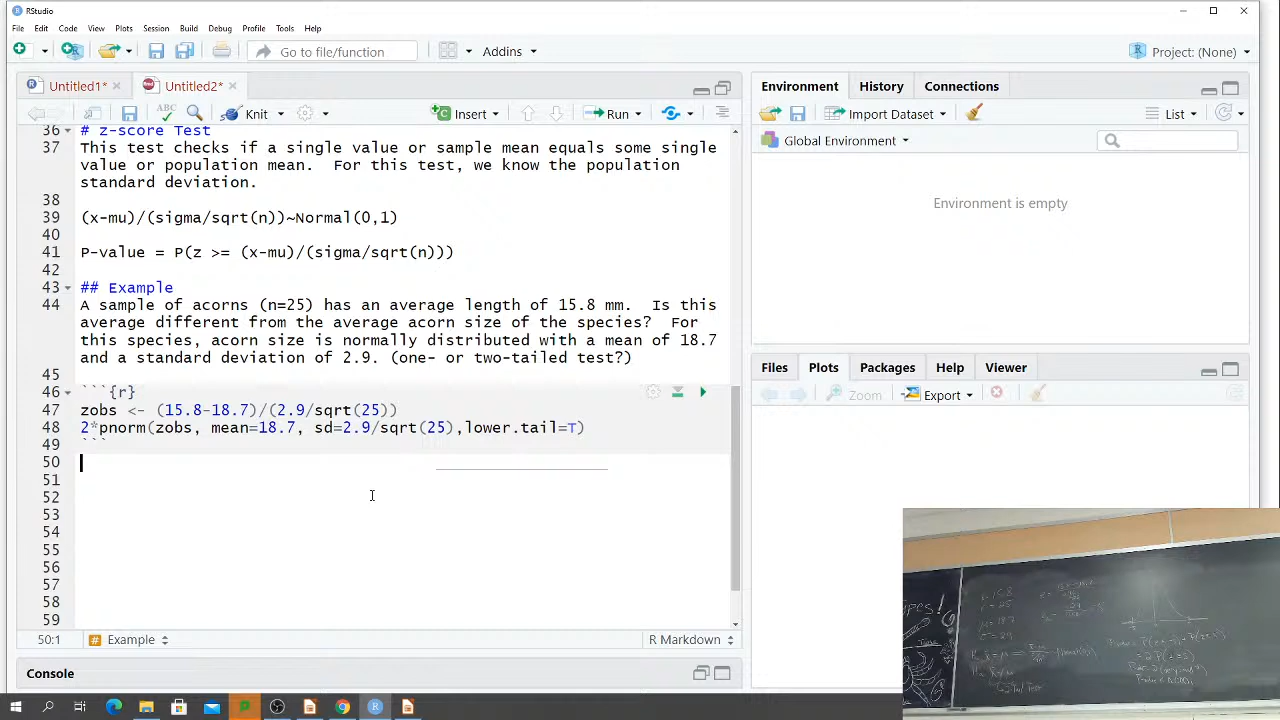 RStudio
File Edit Code View Plots Session Build Debug Profile Tools Help
Go to file/function
Addins
Project: (None)
Untitled1*
Untitled2*
ABC
Knit
Insert
Run
36 # z-score Test
37 This test checks if a single value or sample mean equals some single
value or population mean. For this test, we know the population
standard deviation.
38
39 (x-mu)/(sigma/sqrt(n))~Normal(0,1)
40
41 P-value = P(z >= (x-mu)/(sigma/sqrt(n)))
42
43 ## Example
44 A sample of acorns (n=25) has an average length of 15.8 mm. Is this
average different from the average acorn size of the species? For
this species, acorn size is normally distributed with a mean of 18.7
and a standard deviation of 2.9. (one- or two-tailed test?)
45
46 ```{r}
47 zobs <- (15.8-18.7)/(2.9/sqrt(25))
48 2*pnorm(zobs, mean=18.7, sd=2.9/sqrt(25),lower.tail=T)
49 ```
50
51
52
53
54
55
56
57
58
59
50:1
Example
R Markdown
Console
Environment History Connections
Import Dataset
List
Global Environment
Environment is empty
Files Plots Packages Help Viewer
Zoom
Export